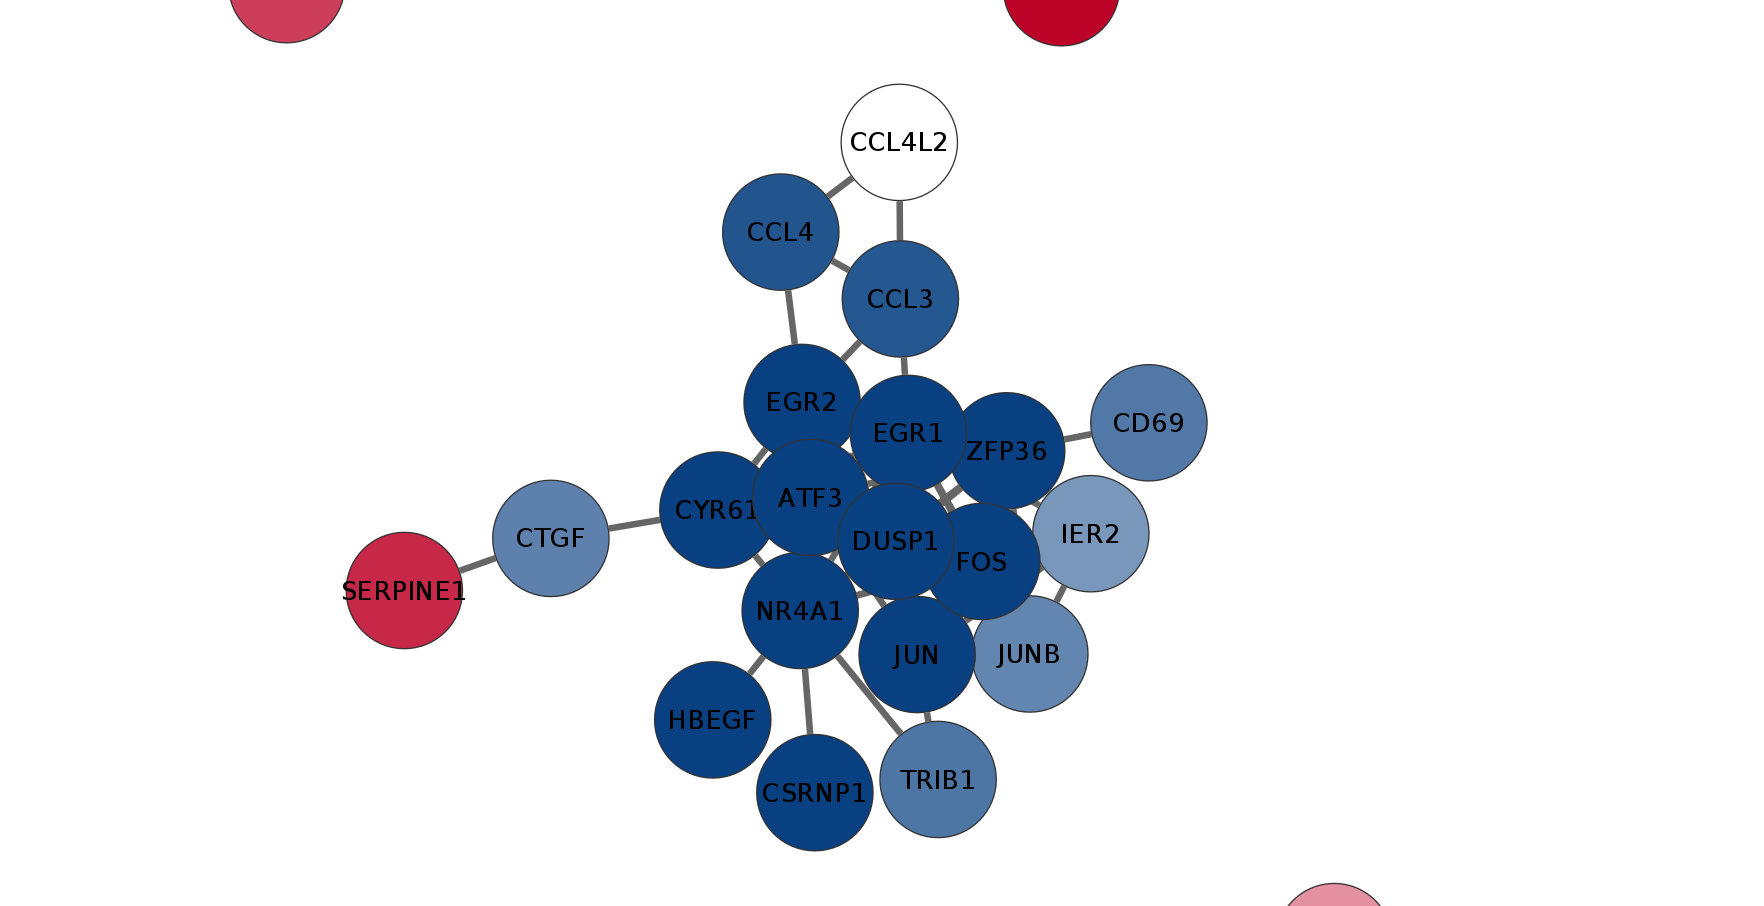 CCL4L2
CCL4
CCL3
EGR2
EGR1
CD69
ZFP36
ATF3
CYR61
IER2
CTGF
DUSP1
FOS
SERPINE1
NR4A1
JUN
JUNB
HBEGF
TRIB1
CSRNP1